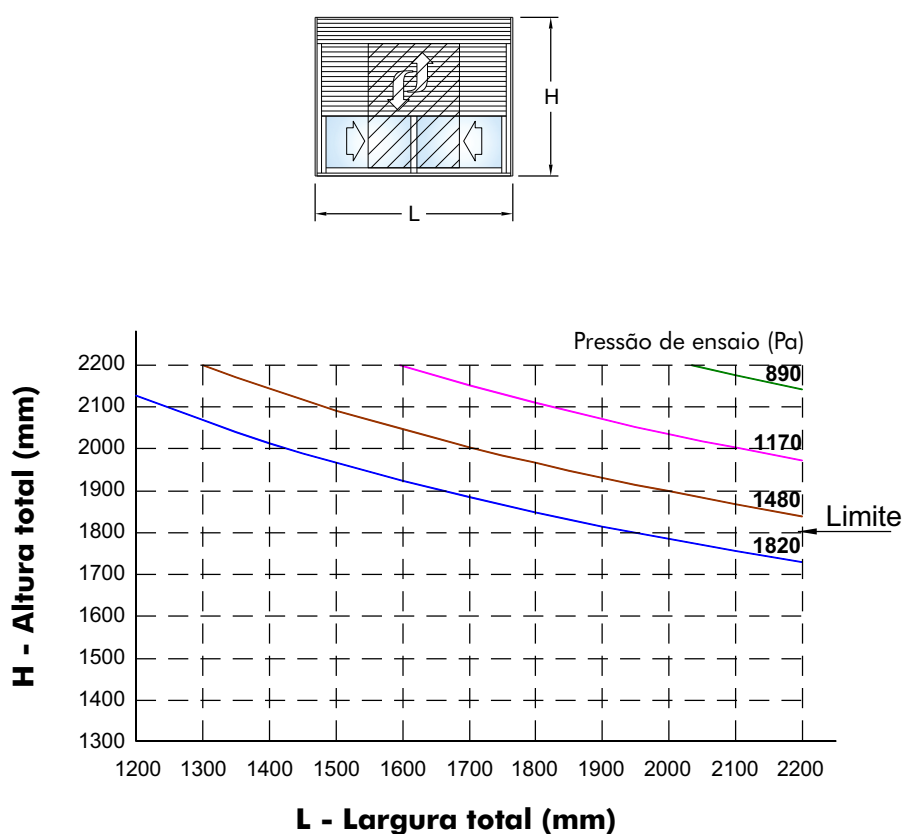 H
L
Pressão de ensaio (Pa)
2200
890
2100
2000
1170
1900
1480
Limite
1800
1820
1700
1600
1500
1400
1300
1200 1300 1400 1500 1600 1700 1800 1900 2000 2100 2200
H - Altura total (mm)
L - Largura total (mm)